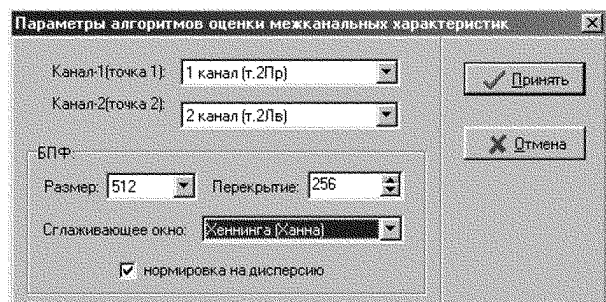 Параметры алгоритмов оценки межканальных характеристик
Канал-1(точка 1): 1 канал (т.2Пр)
Принять
Канал-2(точка 2): 2 канал (т.2Лв)
Отмена
БПФ:
Размер: 512 Перекрытие: 256
Сглаживающее окно: Хеннинга (Ханна)
нормировка на дисперсию